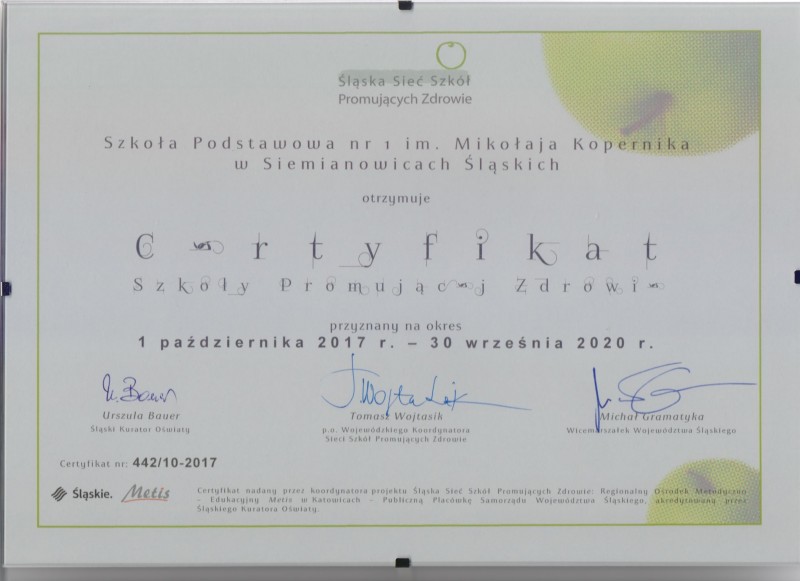 Śląska Sieć Szkół
Promujących Zdrowie
Szkoła Podstawowa nr 1 im. Mikołaja Kopernika
w Siemianowicach Śląskich
otrzymuje
Certyfikat
Szkoły Promującej Zdrowie
przyznany na okres
1 października 2017 r. – 30 września 2020 r.
U. Bauer
J Wojtasik
Urszula Bauer
Tomasz Wojtasik
Michał Gramatyka
Śląski Kurator Oświaty
p.o. Wojewódzkiego Koordynatora
Sieci Szkół Promujących Zdrowie
Wicemarszałek Województwa Śląskiego
Certyfikat nr: 442/10-2017
Śląskie. Metis
Certyfikat nadany przez koordynatora projektu Śląska Sieć Szkół Promujących Zdrowie: Regionalny Ośrodek Metodyczno
- Edukacyjny Metis w Katowicach - Publiczną Placówkę Samorządu Województwa Śląskiego, akredytowaną przez
Śląskiego Kuratora Oświaty.